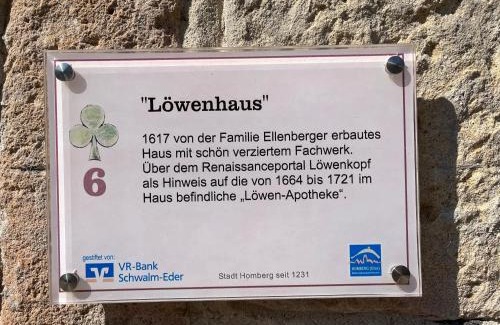 "Löwenhaus"
1617 von der Familie Ellenberger erbautes
Haus mit schön verziertem Fachwerk.
Über dem Renaissanceportal Löwenkopf
als Hinweis auf die von 1664 bis 1721 im
Haus befindliche „Löwen-Apotheke“.
6
gestiftet von:
VR-Bank
Schwalm-Eder
Stadt Homberg seit 1231
HOMBERG (EFZE)